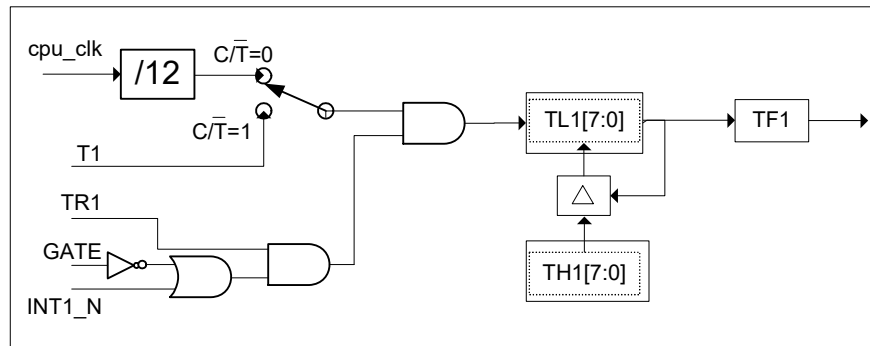 cpu_clk
/12
C/T̅=0
C/T̅=1
T1
TR1
GATE
INT1_N
TL1[7:0]
TF1
△
TH1[7:0]